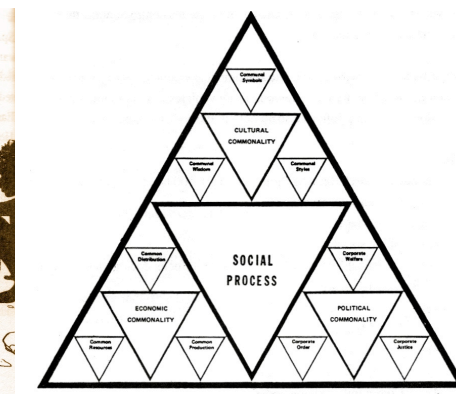 Communal
Symbols
CULTURAL
COMMONALITY
Communal
Wisdom
Communal
Styles
SOCIAL
PROCESS
Common
Distribution
Corporate
Welfare
ECONOMIC
COMMONALITY
POLITICAL
COMMONALITY
Common
Resources
Common
Production
Corporate
Order
Corporate
Justice